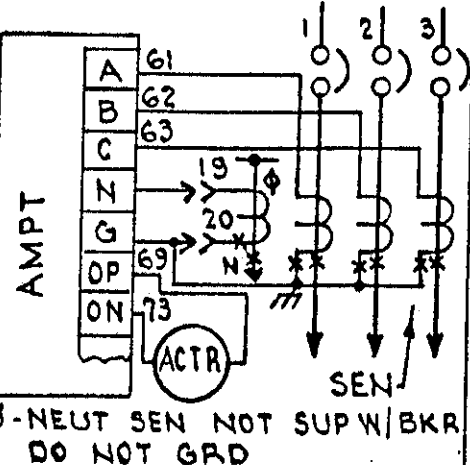 1 2 3
A 61
B 62
C 63
N 19
G 20
OP 69
ON 73
AMPT
ϕ
N
ACTR
SEN
-NEUT SEN NOT SUP W/BKR
DO NOT GRD